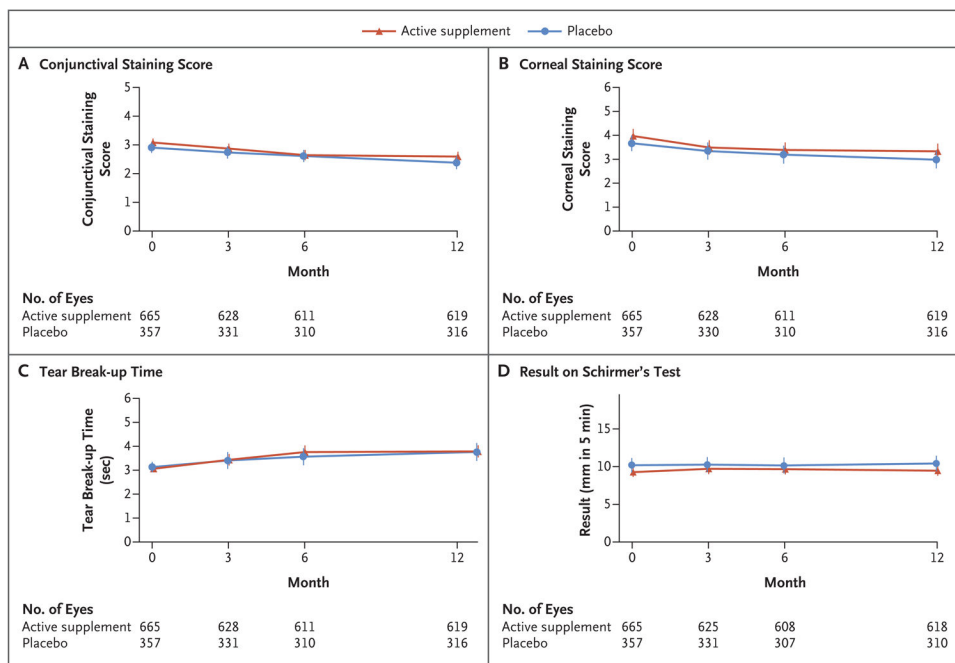 Active supplement Placebo
A Conjunctival Staining Score
5
4
3
2
1
0
Conjunctival Staining
Score
0 3 6 12
Month
No. of Eyes
Active supplement 665 628 611 619
Placebo 357 331 310 316
B Corneal Staining Score
6
5
4
3
2
1
0
Corneal Staining
Score
0 3 6 12
Month
No. of Eyes
Active supplement 665 628 611 619
Placebo 357 330 310 316
C Tear Break-up Time
6
5
4
3
2
1
0
Tear Break-up Time
(sec)
0 3 6 12
Month
No. of Eyes
Active supplement 665 628 611 619
Placebo 357 331 310 316
D Result on Schirmer's Test
15
10
5
0
Result (mm in 5 min)
0 3 6 12
Month
No. of Eyes
Active supplement 665 625 608 618
Placebo 357 331 307 310